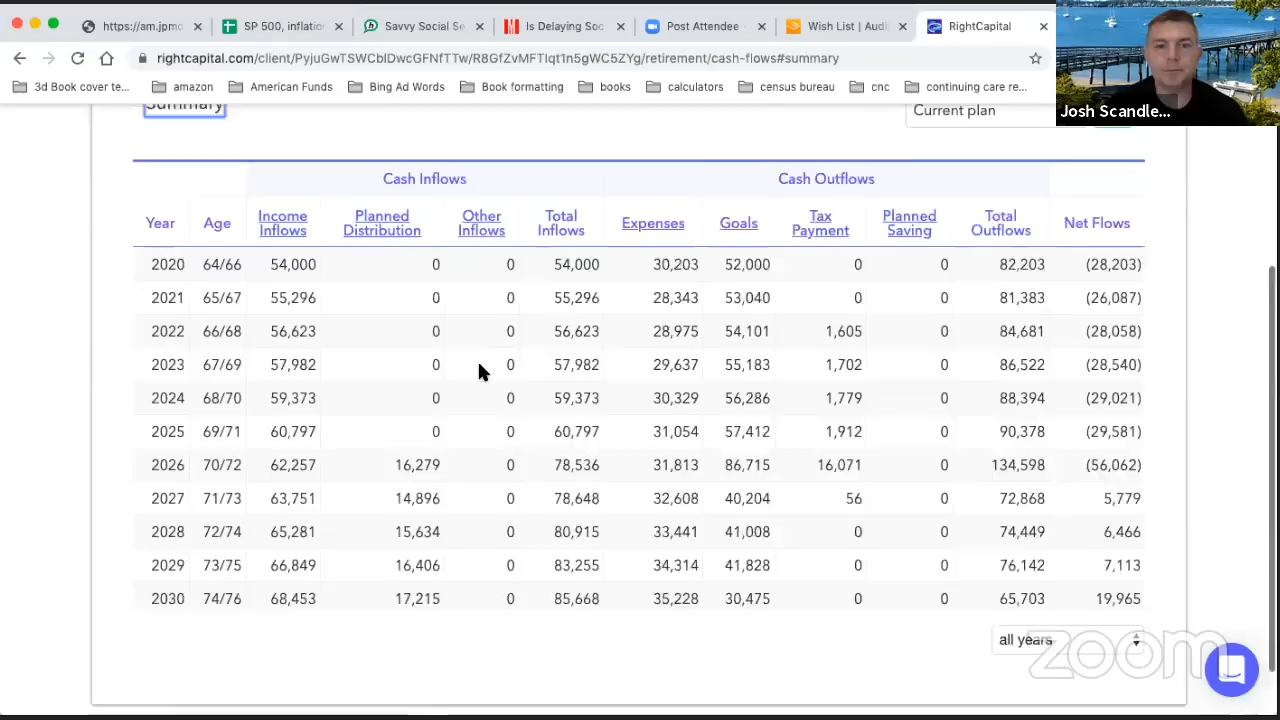 https://am.jpmo
SP 500, inflation
Savvy Social Se
Is Delaying Soc
Post Attendee
Wish List | Audi
RightCapital
rightcapital.com/client/PyjuGwTSWCbIDwcGFNfTTw/R8GfZvMFTIqt1n5gWC5ZYg/retirement/cash-flows#summary
3d Book cover te...
amazon
American Funds
Bing Ad Words
Book formatting
books
calculators
census bureau
cnc
continuing care re...
Josh Scandle...
Summary
Current plan
Cash Inflows Cash Outflows
Year Age Income Inflows Planned Distribution Other Inflows Total Inflows Expenses Goals Tax Payment Planned Saving Total Outflows Net Flows
2020 64/66 54,000 0 0 54,000 30,203 52,000 0 0 82,203 (28,203)
2021 65/67 55,296 0 0 55,296 28,343 53,040 0 0 81,383 (26,087)
2022 66/68 56,623 0 0 56,623 28,975 54,101 1,605 0 84,681 (28,058)
2023 67/69 57,982 0 0 57,982 29,637 55,183 1,702 0 86,522 (28,540)
2024 68/70 59,373 0 0 59,373 30,329 56,286 1,779 0 88,394 (29,021)
2025 69/71 60,797 0 0 60,797 31,054 57,412 1,912 0 90,378 (29,581)
2026 70/72 62,257 16,279 0 78,536 31,813 86,715 16,071 0 134,598 (56,062)
2027 71/73 63,751 14,896 0 78,648 32,608 40,204 56 0 72,868 5,779
2028 72/74 65,281 15,634 0 80,915 33,441 41,008 0 0 74,449 6,466
2029 73/75 66,849 16,406 0 83,255 34,314 41,828 0 0 76,142 7,113
2030 74/76 68,453 17,215 0 85,668 35,228 30,475 0 0 65,703 19,965
all years
zoom